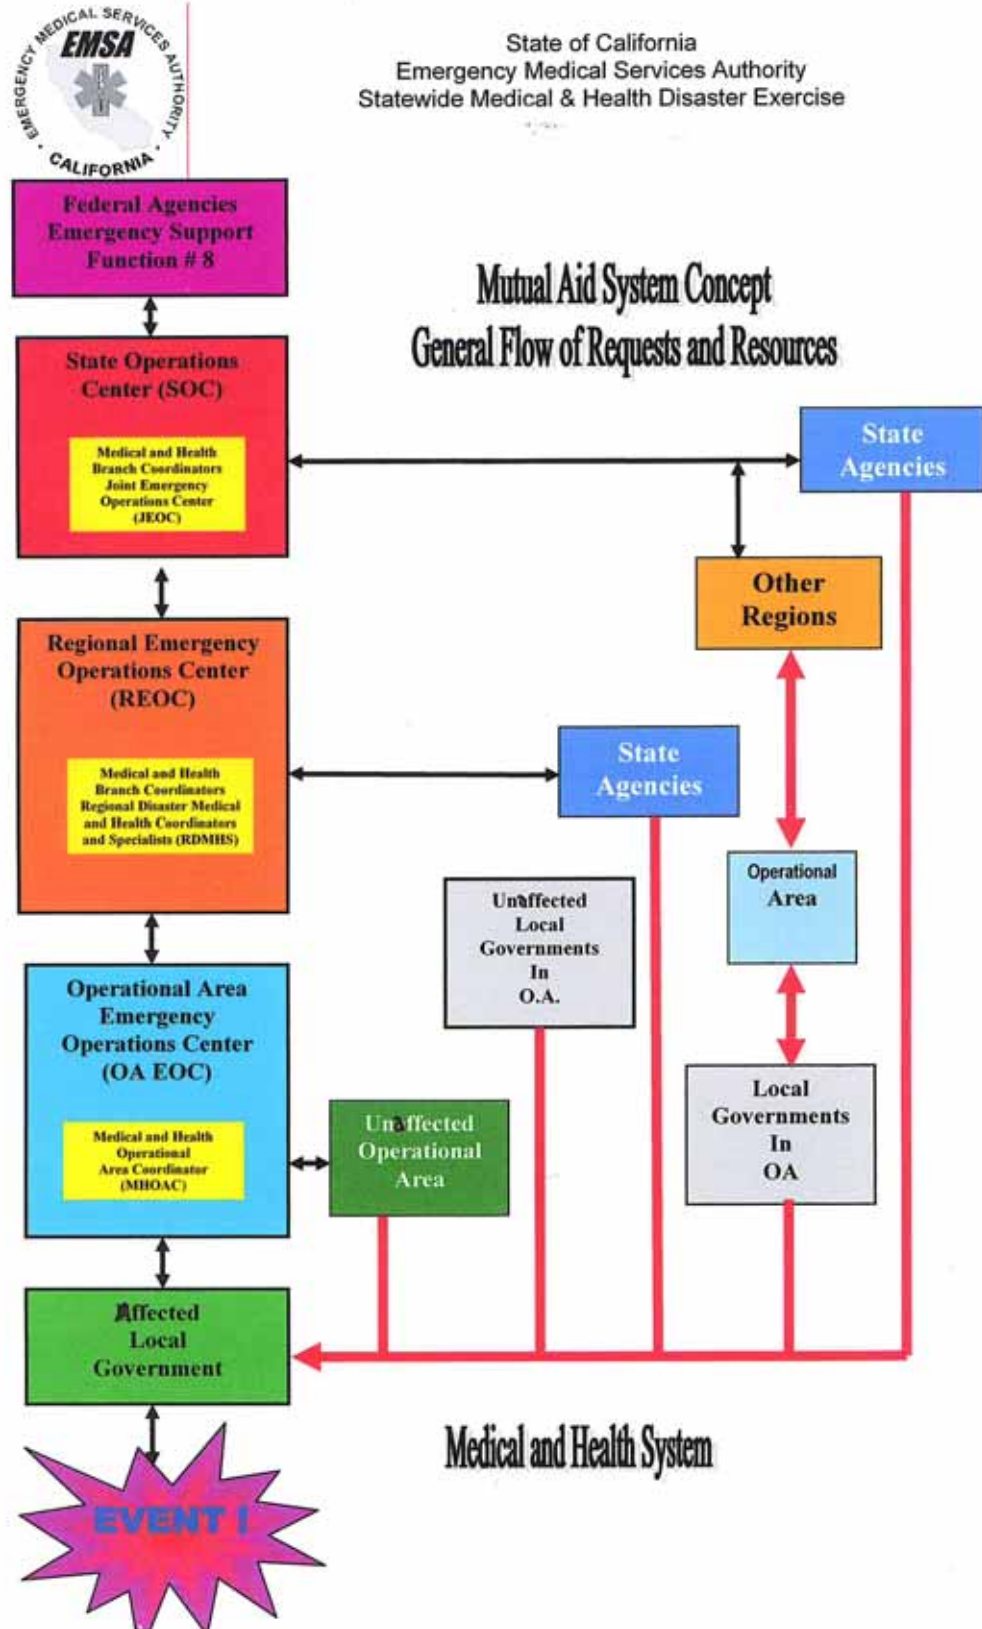 EMERGENCY MEDICAL SERVICES AUTHORITY
EMSA
CALIFORNIA
State of California
Emergency Medical Services Authority
Statewide Medical & Health Disaster Exercise
Federal Agencies
Emergency Support
Function # 8
Mutual Aid System Concept
General Flow of Requests and Resources
State Operations
Center (SOC)
Medical and Health
Branch Coordinators
Joint Emergency
Operations Center
(JEOC)
State
Agencies
Other
Regions
Regional Emergency
Operations Center
(REOC)
Medical and Health
Branch Coordinators
Regional Disaster Medical
and Health Coordinators
and Specialists (RDMHS)
State
Agencies
Operational
Area
Unaffected
Local
Governments
In
O.A.
Operational Area
Emergency
Operations Center
(OA EOC)
Medical and Health
Operational
Area Coordinator
(MHOAC)
Unaffected
Operational
Area
Local
Governments
In
OA
Affected
Local
Government
Medical and Health System
EVENT !